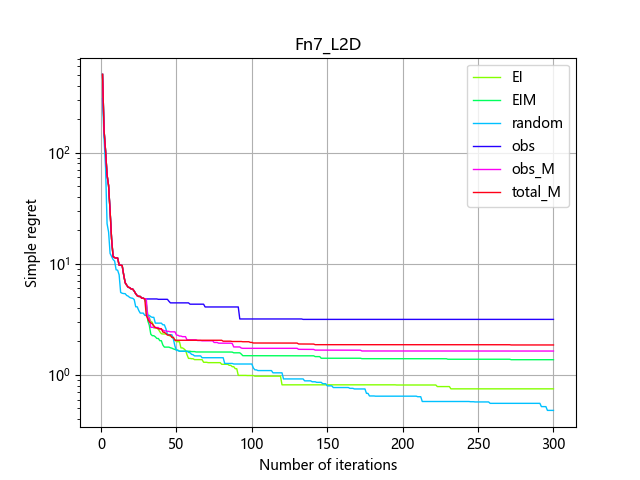 Fn7_L2D
Simple regret
10²
10¹
10⁰
EI
EIM
random
obs
obs_M
total_M
0 50 100 150 200 250 300
Number of iterations